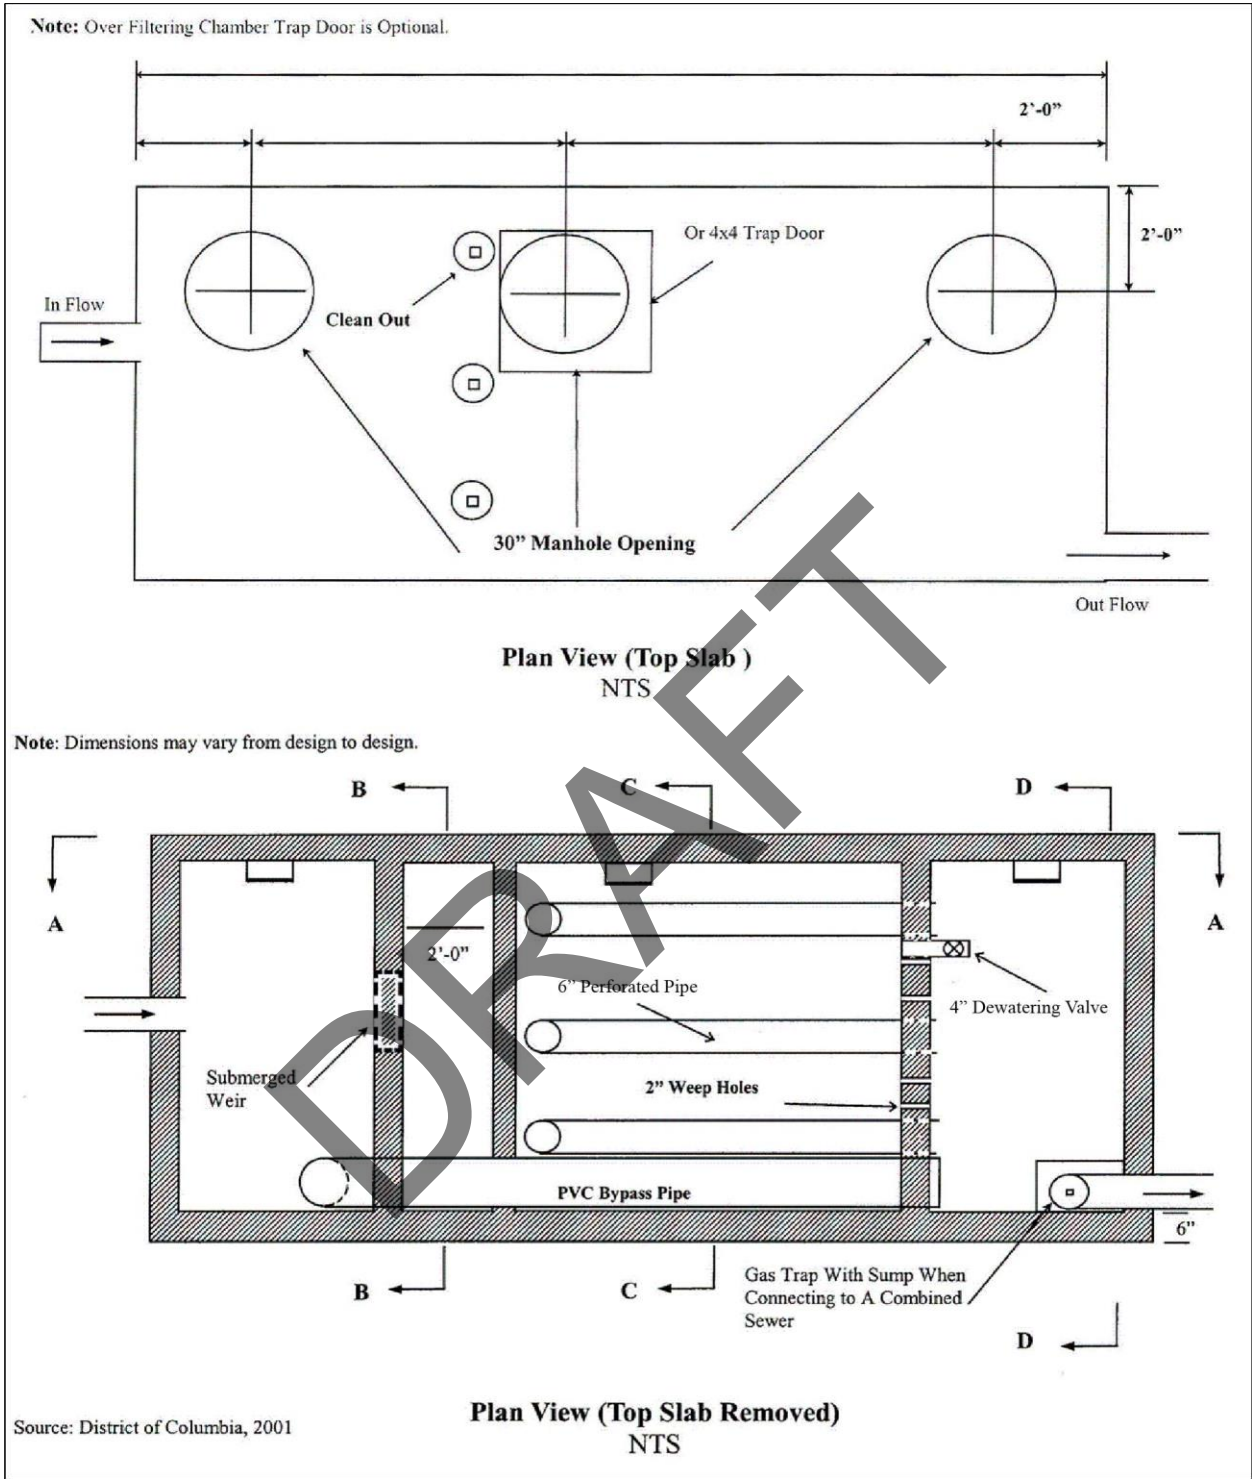 Note: Over Filtering Chamber Trap Door is Optional.
2'-0"
2'-0"
Or 4x4 Trap Door
In Flow
Clean Out
30" Manhole Opening
Out Flow
Plan View (Top Slab )
NTS
Note: Dimensions may vary from design to design.
B
C
D
A
A
2'-0"
6" Perforated Pipe
4" Dewatering Valve
Submerged
Weir
2" Weep Holes
PVC Bypass Pipe
6"
B
C
Gas Trap With Sump When
Connecting to A Combined
Sewer
D
Plan View (Top Slab Removed)
NTS
Source: District of Columbia, 2001
DRAFT